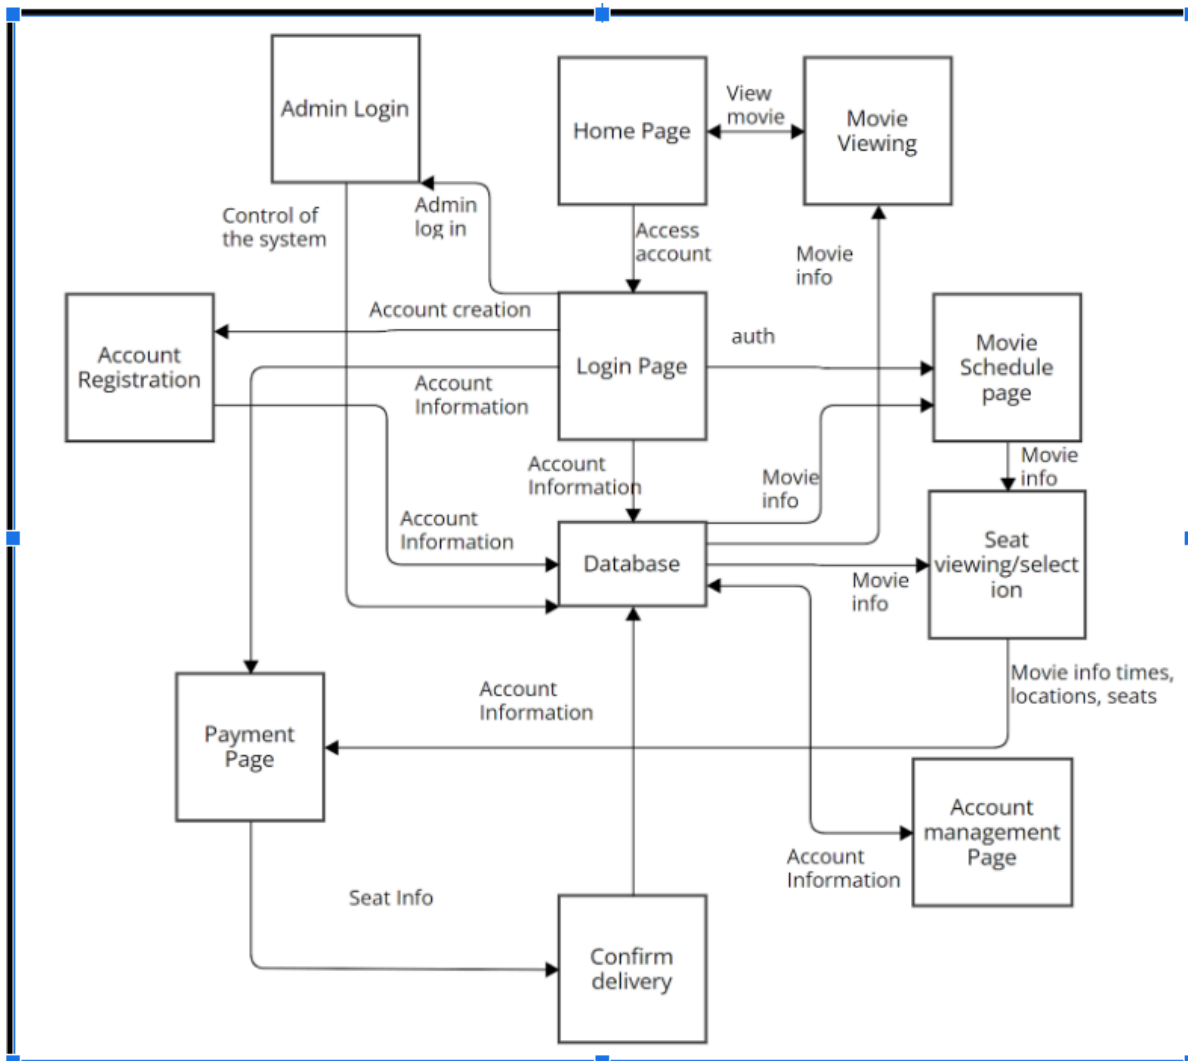 Admin Login
Home Page
View
movie
Movie
Viewing
Control of
the system
Admin
log in
Access
account
Movie
info
Account creation
auth
Account
Registration
Login Page
Movie
Schedule
page
Account
Information
Account
Information
Movie
info
Movie
info
Account
Information
Database
Seat
viewing/select
ion
Movie
info
Account
Information
Movie info times,
locations, seats
Payment
Page
Account
management
Page
Account
Information
Seat Info
Confirm
delivery